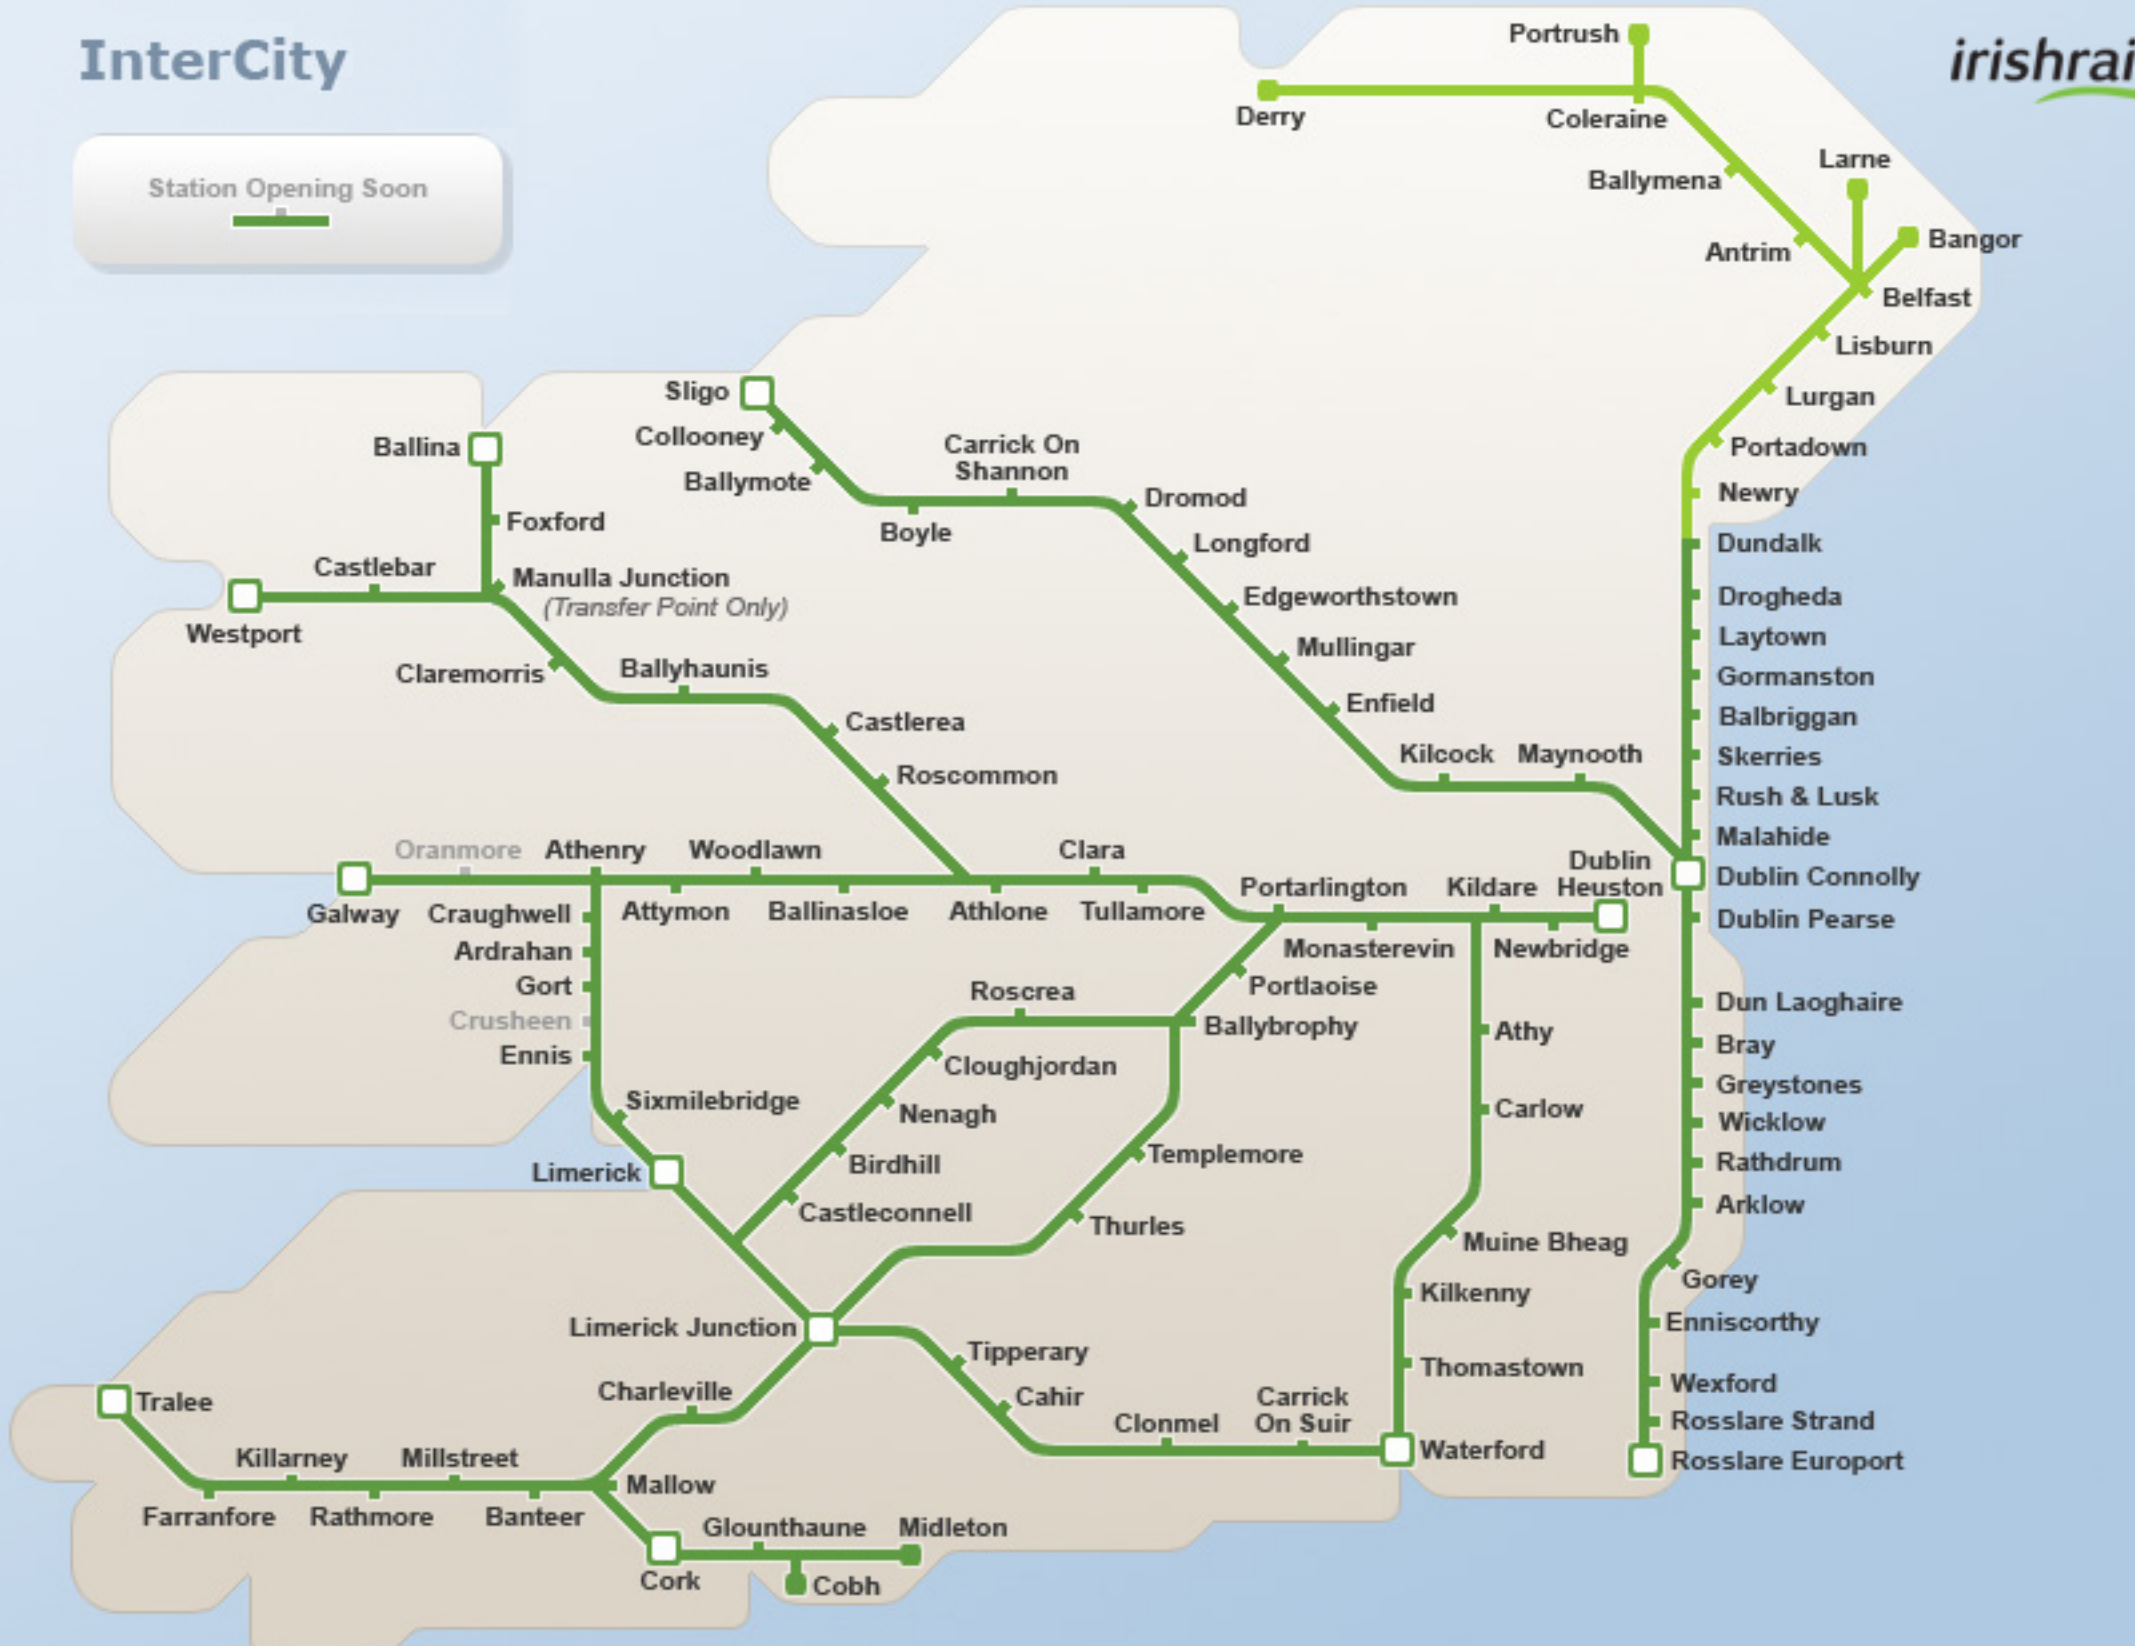 InterCity
irishrai
Station Opening Soon
Portrush
Derry
Coleraine
Larne
Ballymena
Bangor
Antrim
Belfast
Lisburn
Lurgan
Portadown
Newry
Sligo
Collooney
Ballymote
Carrick On
Shannon
Boyle
Dromod
Longford
Edgeworthstown
Mullingar
Enfield
Kilcock
Maynooth
Ballina
Foxford
Castlebar
Manulla Junction
(Transfer Point Only)
Westport
Claremorris
Ballyhaunis
Castlerea
Roscommon
Dundalk
Drogheda
Laytown
Gormanston
Balbriggan
Skerries
Rush & Lusk
Malahide
Dublin Connolly
Dublin Pearse
Dun Laoghaire
Bray
Greystones
Wicklow
Rathdrum
Arklow
Gorey
Enniscorthy
Wexford
Rosslare Strand
Rosslare Europort
Oranmore
Athenry
Woodlawn
Clara
Dublin
Heuston
Portarlington
Kildare
Galway
Craughwell
Attymon
Ballinasloe
Athlone
Tullamore
Monasterevin
Newbridge
Ardrahan
Gort
Crusheen
Ennis
Sixmilebridge
Limerick
Roscrea
Portlaoise
Ballybrophy
Cloughjordan
Nenagh
Birdhill
Castleconnell
Templemore
Thurles
Athy
Carlow
Muine Bheag
Kilkenny
Thomastown
Waterford
Limerick Junction
Tipperary
Cahir
Clonmel
Carrick
On Suir
Charleville
Tralee
Killarney
Millstreet
Mallow
Farranfore
Rathmore
Banteer
Glounthaune
Midleton
Cork
Cobh